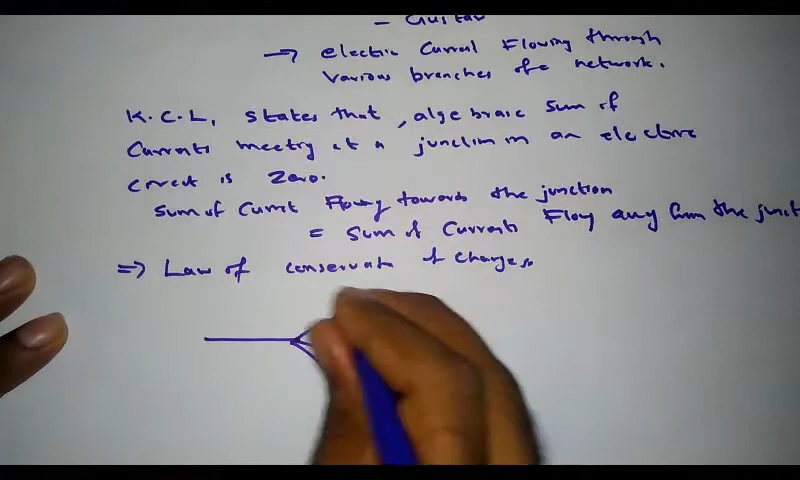 - Guitar
→ electric Current Flowing through
Various branches of a network.
K.C.L, states that, algebraic sum of
Currents meeting at a junction in an electric
circuit is Zero.
Sum of Current Flowing towards the junction
= Sum of Currents Flowing away from the junct
⇒ Law of conservate of Charges.